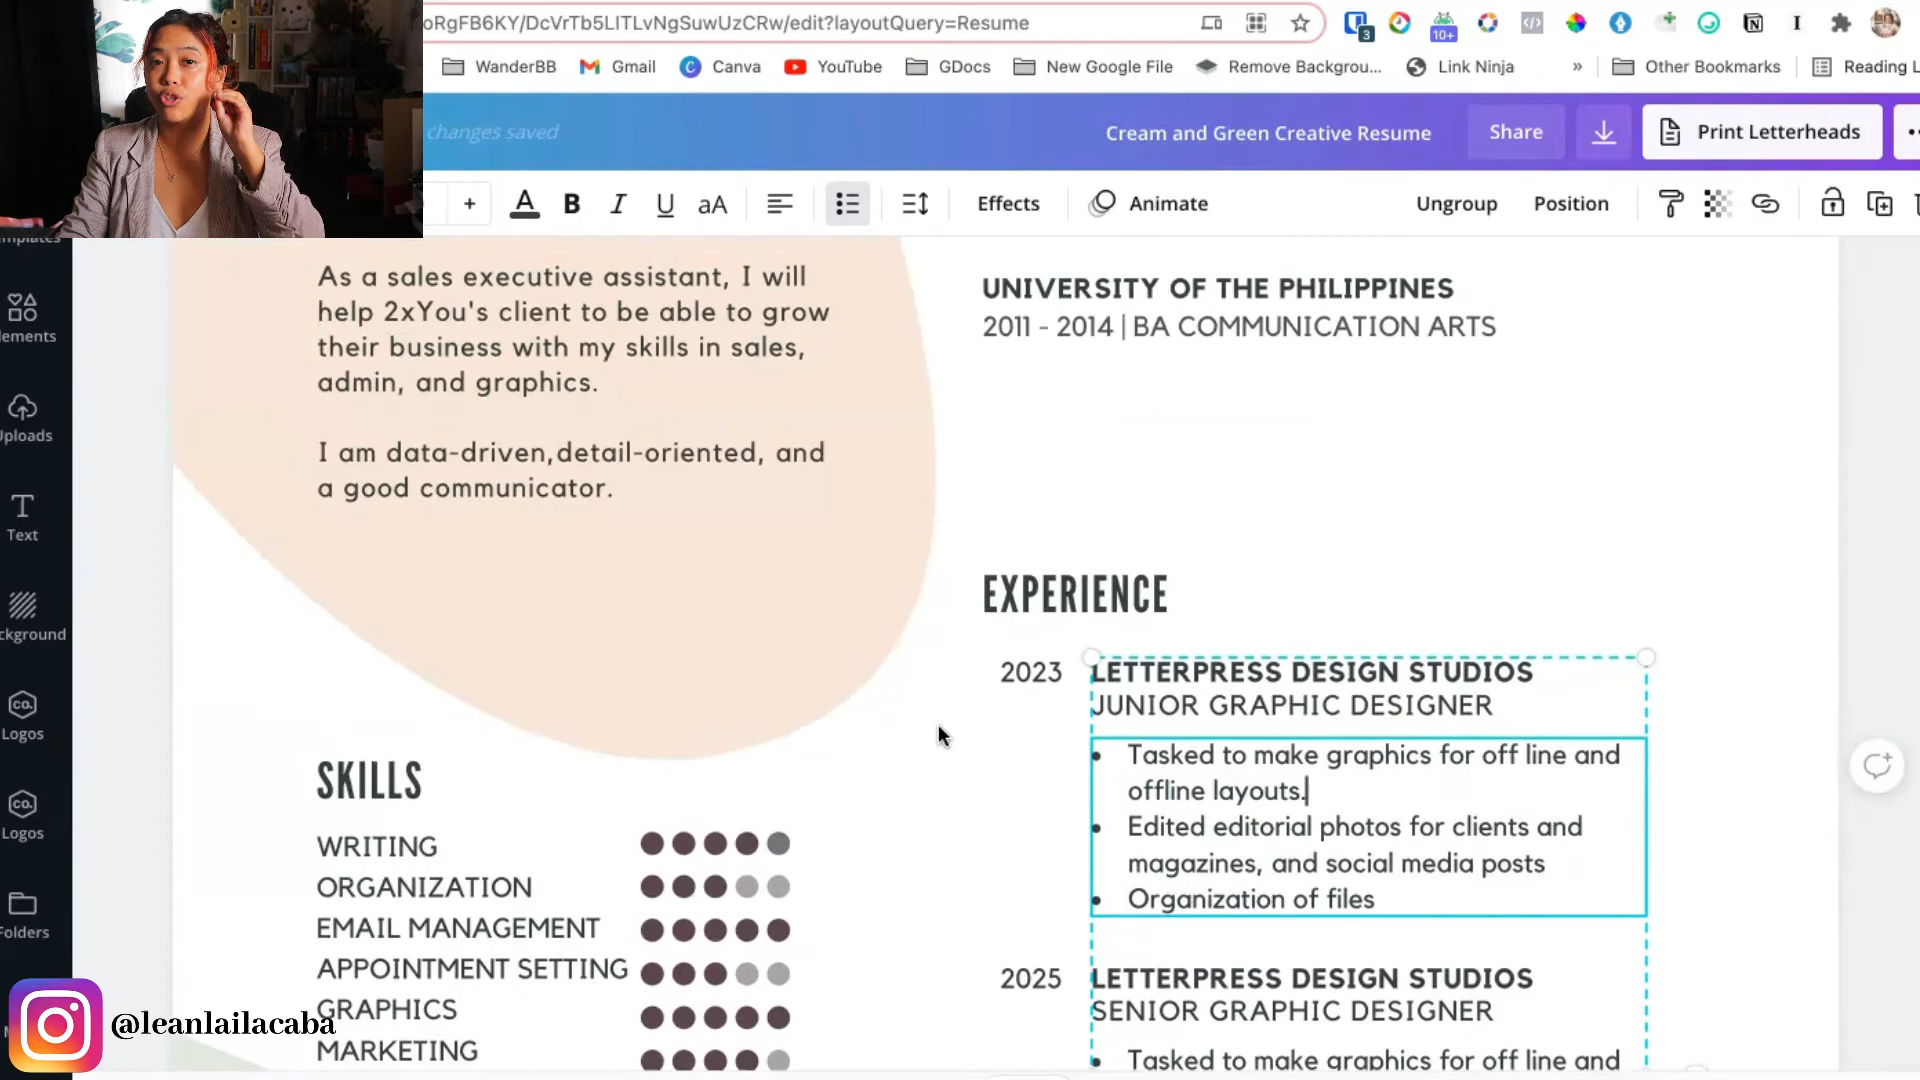 oRgFB6KY/DcVrTb5LITLvNgSuwUzCRw/edit?layoutQuery=Resume
3
10+
WanderBB
Gmail
Canva
YouTube
GDocs
New Google File
Remove Backgrou...
Link Ninja
»
Other Bookmarks
Reading L
changes saved
Cream and Green Creative Resume
Share
Print Letterheads
+
A
B
I
U
aA
Effects
Animate
Ungroup
Position
mplates
lements
Uploads
Text
ckground
CO.
Logos
CO.
Logos
Folders
As a sales executive assistant, I will
help 2xYou's client to be able to grow
their business with my skills in sales,
admin, and graphics.
I am data-driven,detail-oriented, and
a good communicator.
SKILLS
WRITING
ORGANIZATION
EMAIL MANAGEMENT
APPOINTMENT SETTING
GRAPHICS
MARKETING
UNIVERSITY OF THE PHILIPPINES
2011 - 2014 | BA COMMUNICATION ARTS
EXPERIENCE
2023
LETTERPRESS DESIGN STUDIOS
JUNIOR GRAPHIC DESIGNER
• Tasked to make graphics for off line and
offline layouts.
• Edited editorial photos for clients and
magazines, and social media posts
• Organization of files
2025
LETTERPRESS DESIGN STUDIOS
SENIOR GRAPHIC DESIGNER
• Tasked to make graphics for off line and
@leanlailacaba